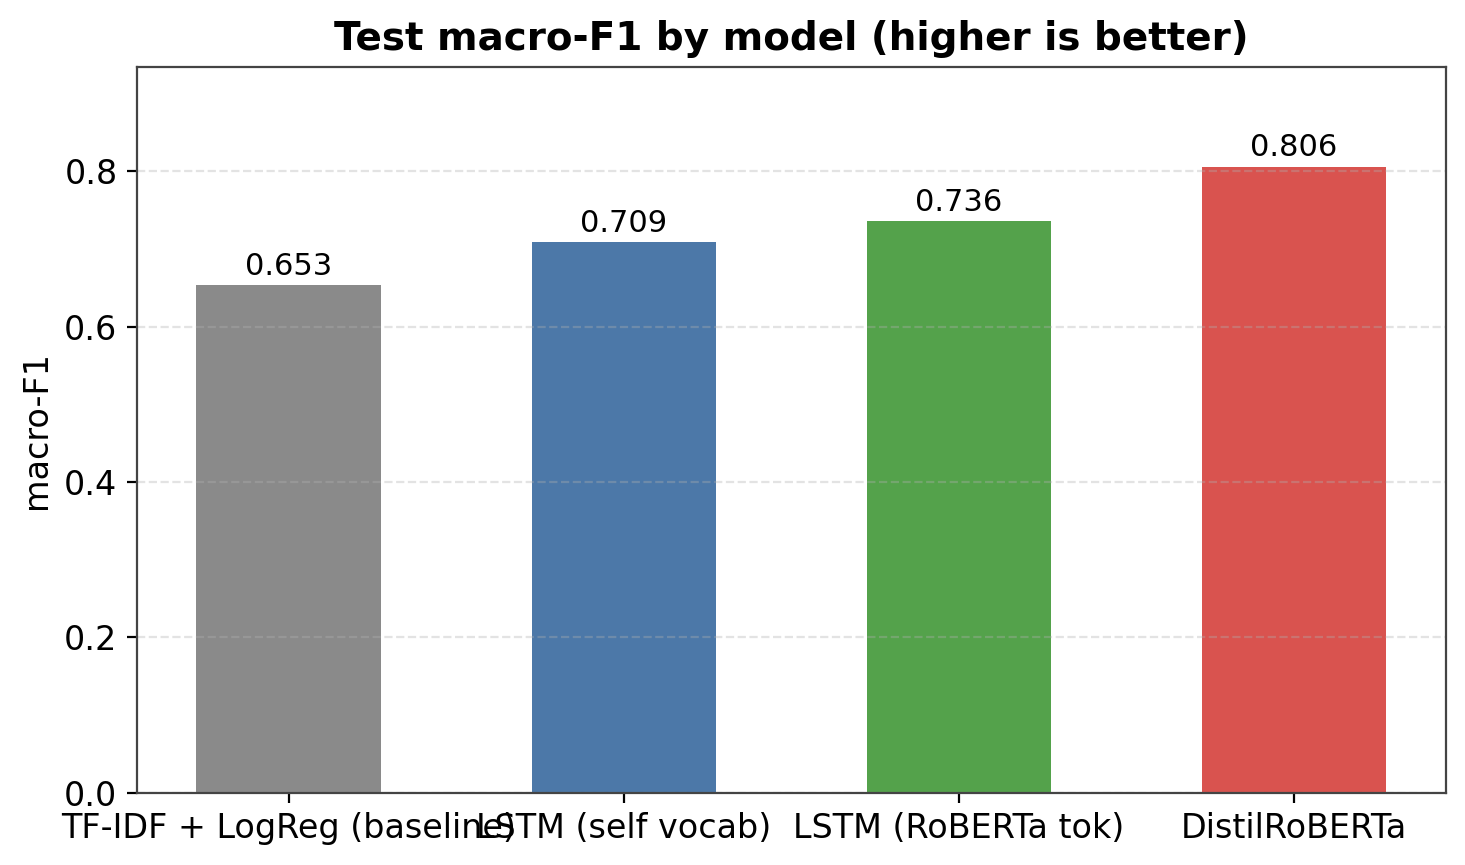 Test macro-F1 by model (higher is better)
macro-F1
0.8
0.6
0.4
0.2
0.0
0.653
0.709
0.736
0.806
TF-IDF + LogReg (baseline)
LSTM (self vocab)
LSTM (RoBERTa tok)
DistilRoBERTa